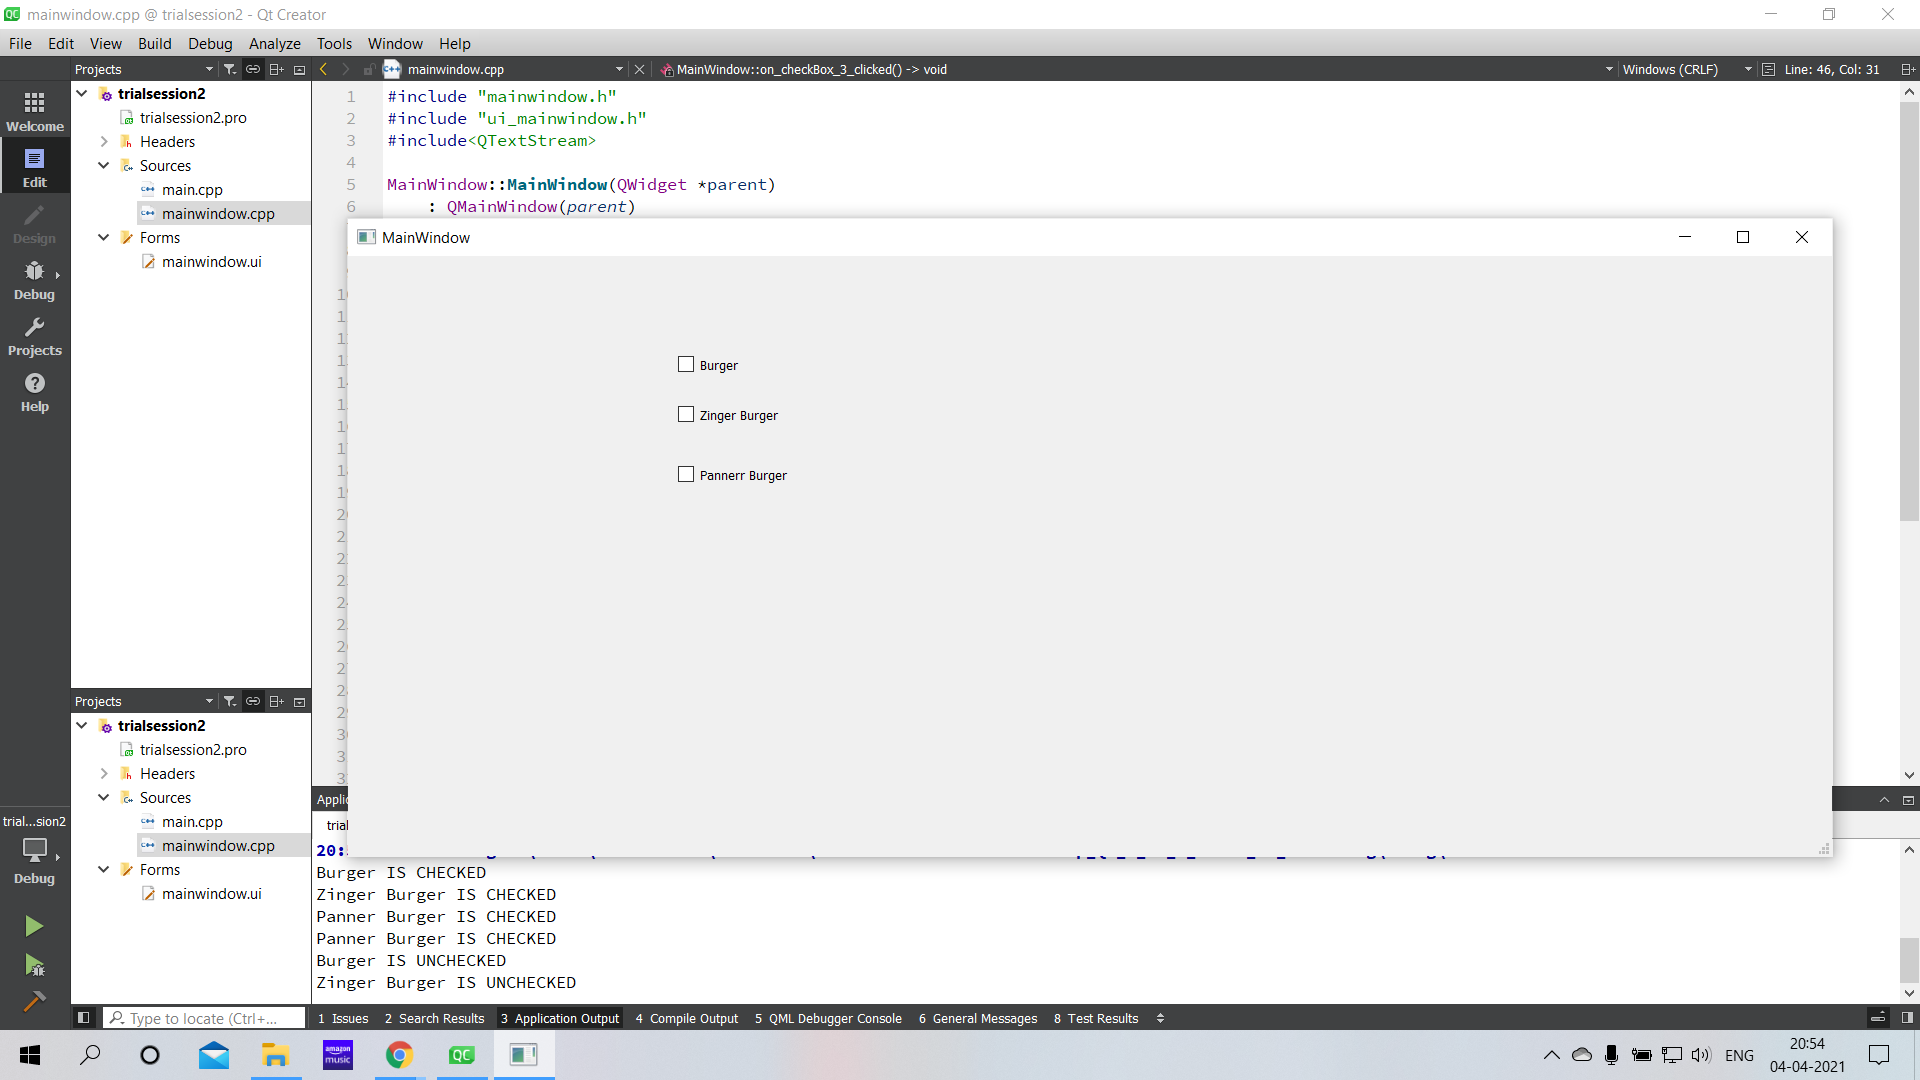 mainwindow.cpp @ trialsession2 - Qt Creator
File Edit View Build Debug Analyze Tools Window Help
Projects
mainwindow.cpp
MainWindow::on_checkBox_3_clicked() -> void
Windows (CRLF)
Line: 46, Col: 31
Welcome
Edit
Design
Debug
Projects
Help
trialsession2
trialsession2.pro
Headers
Sources
main.cpp
mainwindow.cpp
Forms
mainwindow.ui
1 #include "mainwindow.h"
2 #include "ui_mainwindow.h"
3 #include<QTextStream>
4
5 MainWindow::MainWindow(QWidget *parent)
6 : QMainWindow(parent)
MainWindow
Burger
Zinger Burger
Pannerr Burger
Projects
trialsession2
trialsession2.pro
Headers
Sources
main.cpp
mainwindow.cpp
Forms
mainwindow.ui
trial...sion2
Debug
Burger IS CHECKED
Zinger Burger IS CHECKED
Panner Burger IS CHECKED
Panner Burger IS CHECKED
Burger IS UNCHECKED
Zinger Burger IS UNCHECKED
Type to locate (Ctrl+...
1 Issues 2 Search Results 3 Application Output 4 Compile Output 5 QML Debugger Console 6 General Messages 8 Test Results
amazon
music
QC
ENG
20:54
04-04-2021